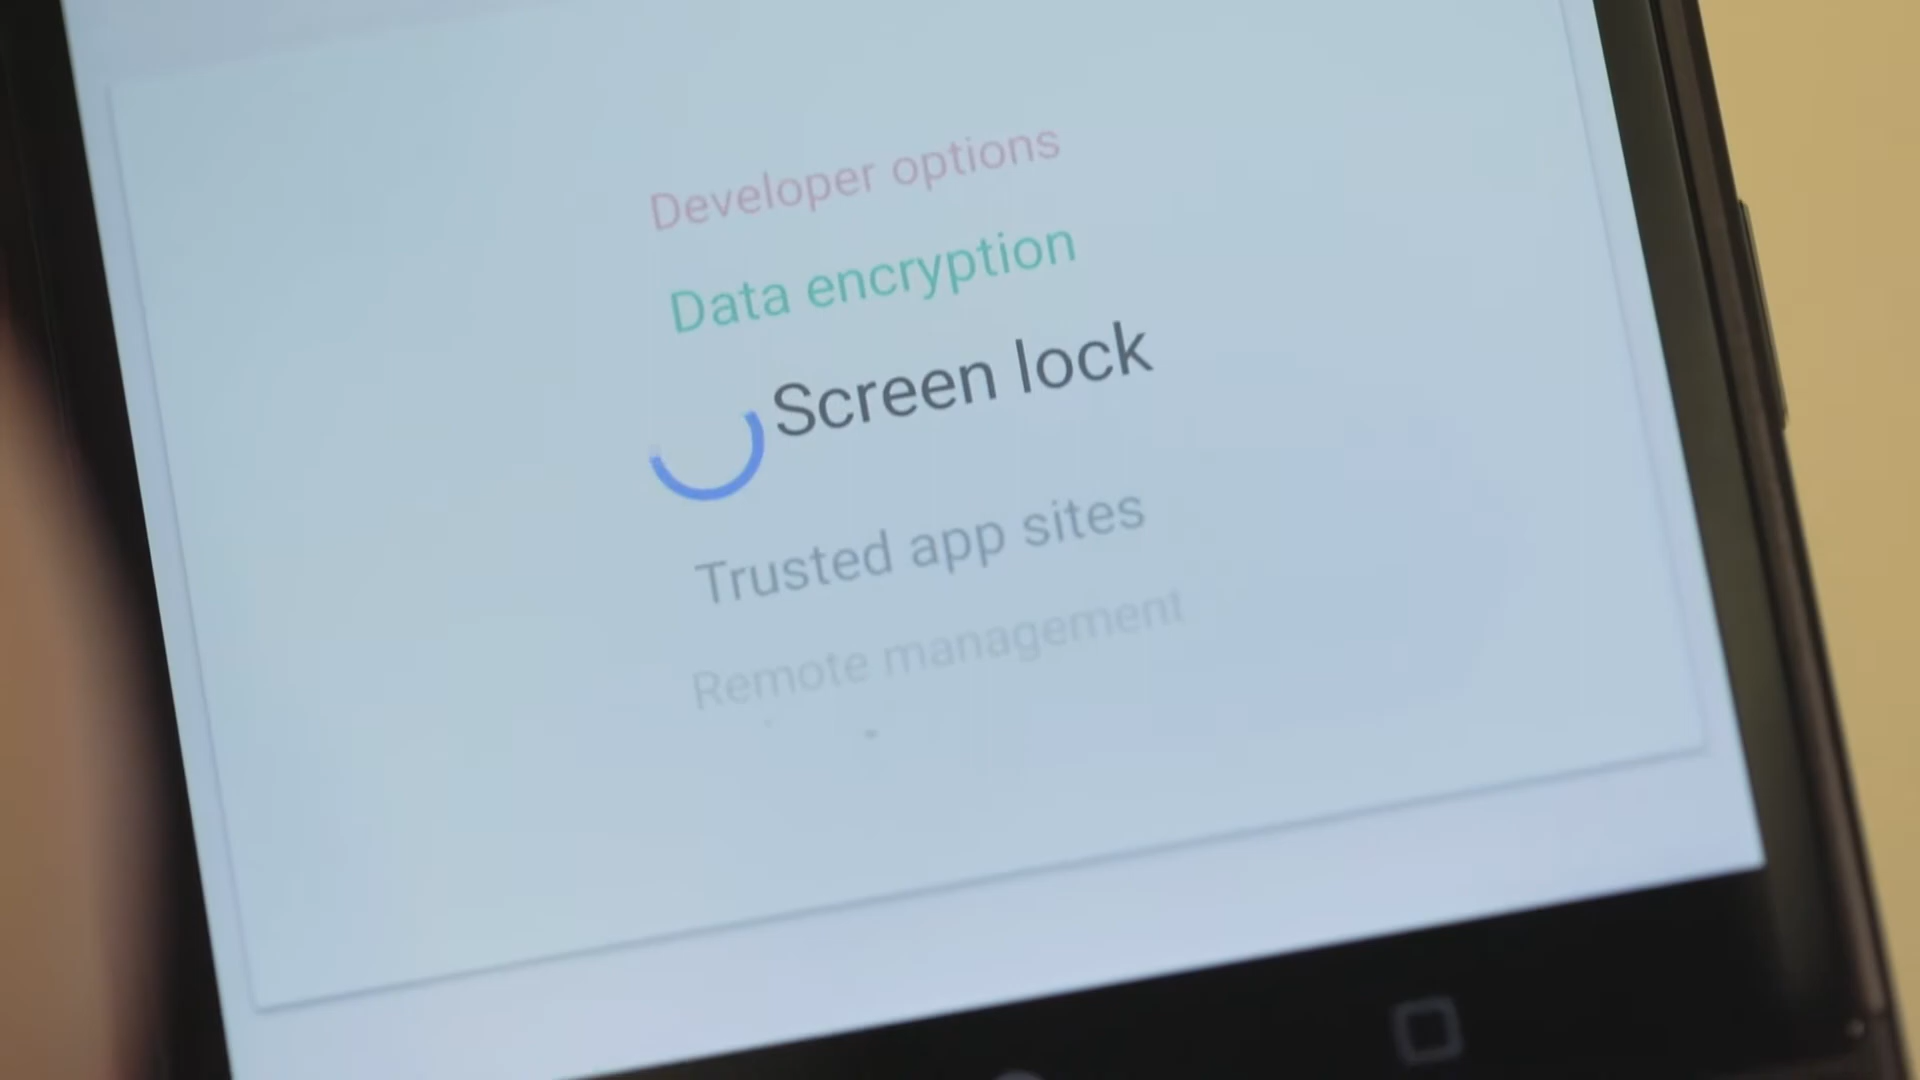 Developer options
Data encryption
Screen lock
Trusted app sites
Remote management